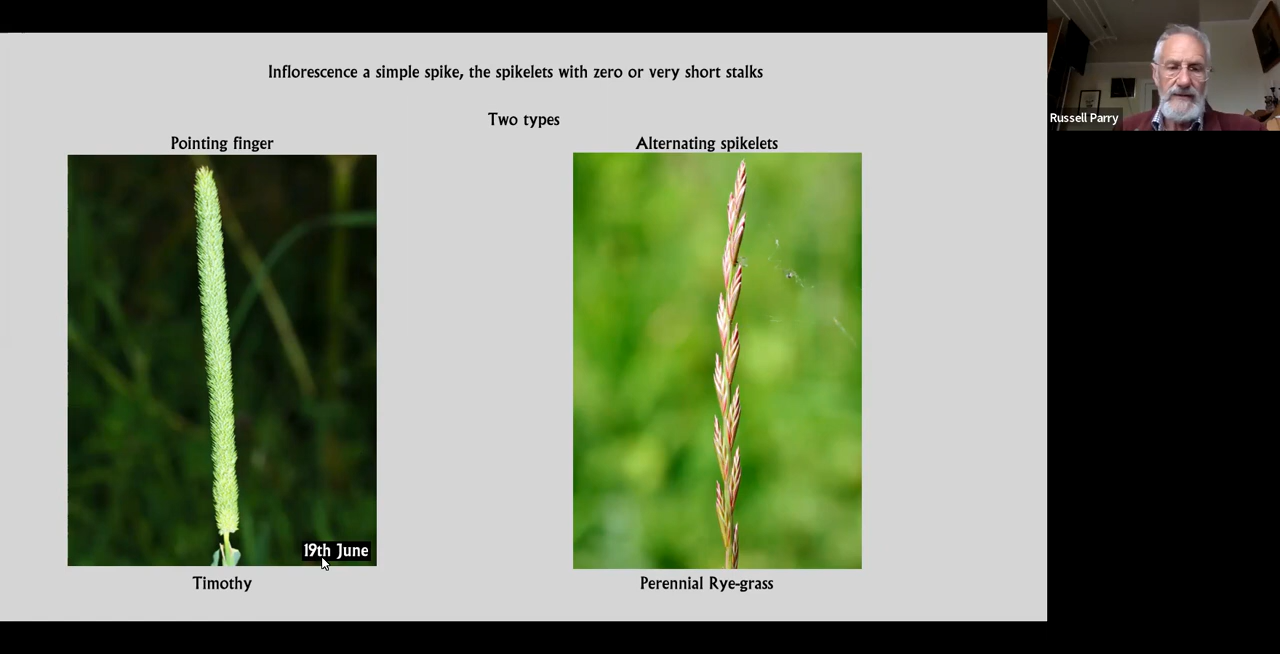 Inflorescence a simple spike, the spikelets with zero or very short stalks
Two types
Pointing finger
Alternating spikelets
19th June
Timothy
Perennial Rye-grass
Russell Parry